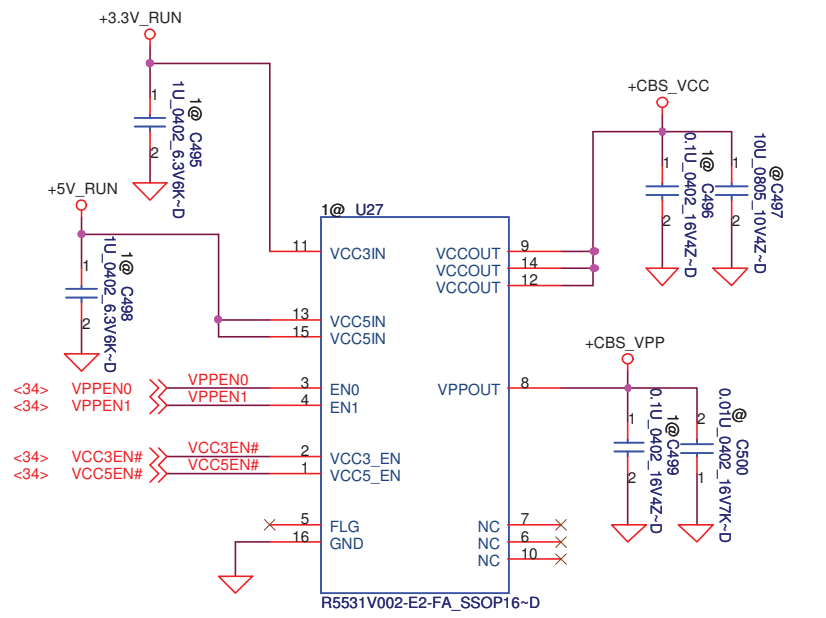 +3.3V_RUN
1
2
1@ C495
1U_0402_6.3V6K~D
+5V_RUN
1
2
1@ C498
1U_0402_6.3V6K~D
+CBS_VCC
1
2
1@ C496
0.1U_0402_16V4Z~D
1
2
@C497
10U_0805_10V4Z~D
1@ U27
11 VCC3IN
13 VCC5IN
15 VCC5IN
<34> VPPEN0 VPPEN0 3 EN0
<34> VPPEN1 VPPEN1 4 EN1
<34> VCC3EN# VCC3EN# 2 VCC3_EN
<34> VCC5EN# VCC5EN# 1 VCC5_EN
5 FLG
16 GND
VCCOUT 9
VCCOUT 14
VCCOUT 12
VPPOUT 8
NC 7
NC 6
NC 10
+CBS_VPP
1
2
1@C499
0.1U_0402_16V4Z~D
2
1
@ C500
0.01U_0402_16V7K~D
R5531V002-E2-FA_SSOP16~D